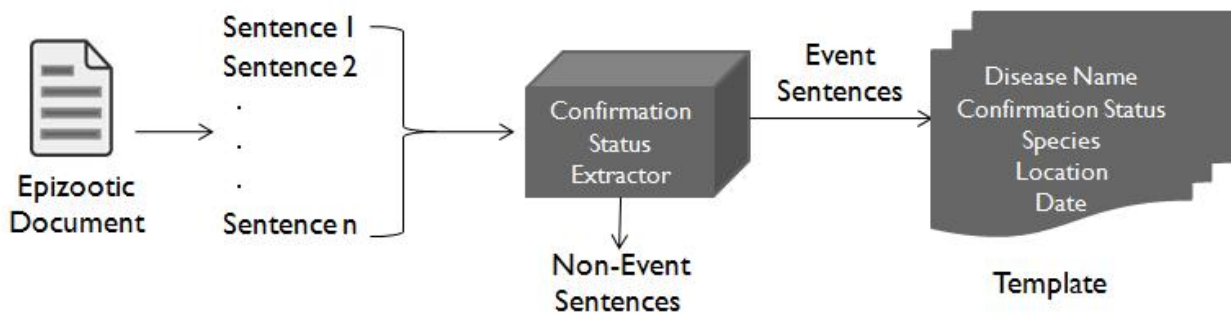 Epizootic
Document
Sentence 1
Sentence 2
.
.
.
Sentence n
Confirmation
Status
Extractor
Non-Event
Sentences
Event
Sentences
Disease Name
Confirmation Status
Species
Location
Date
Template